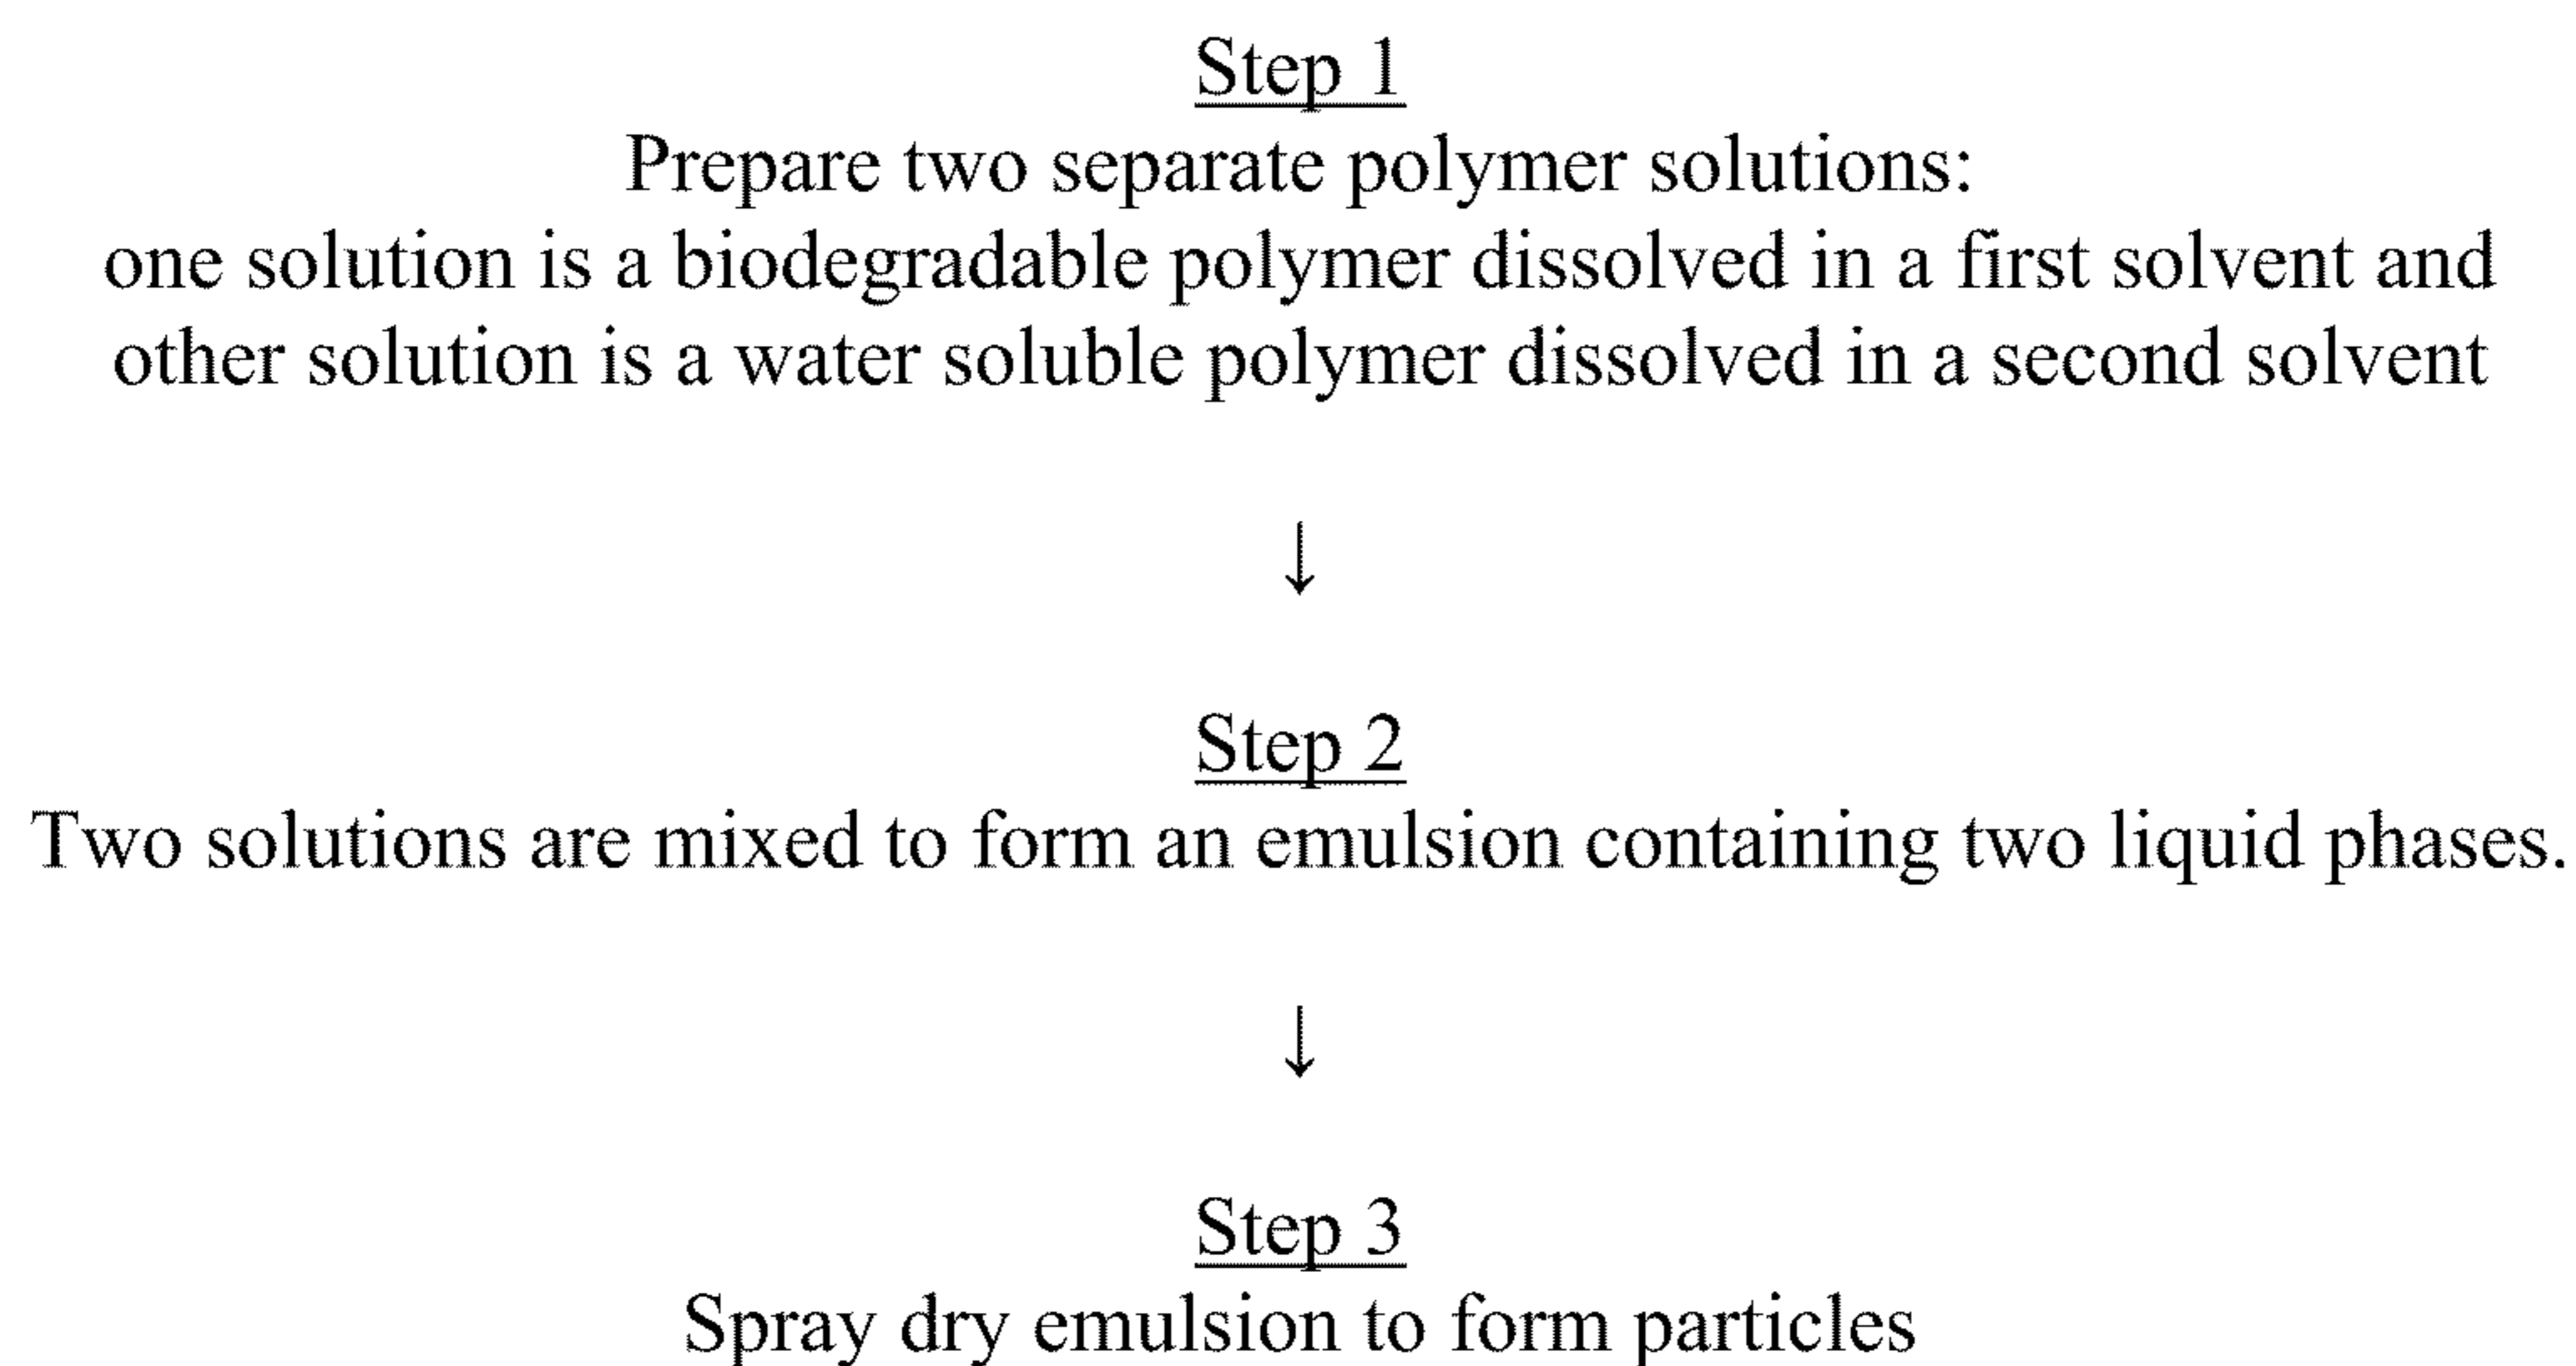 Step 1
Prepare two separate polymer solutions:
one solution is a biodegradable polymer dissolved in a first solvent and
other solution is a water soluble polymer dissolved in a second solvent
↓
Step 2
Two solutions are mixed to form an emulsion containing two liquid phases.
↓
Step 3
Spray dry emulsion to form particles